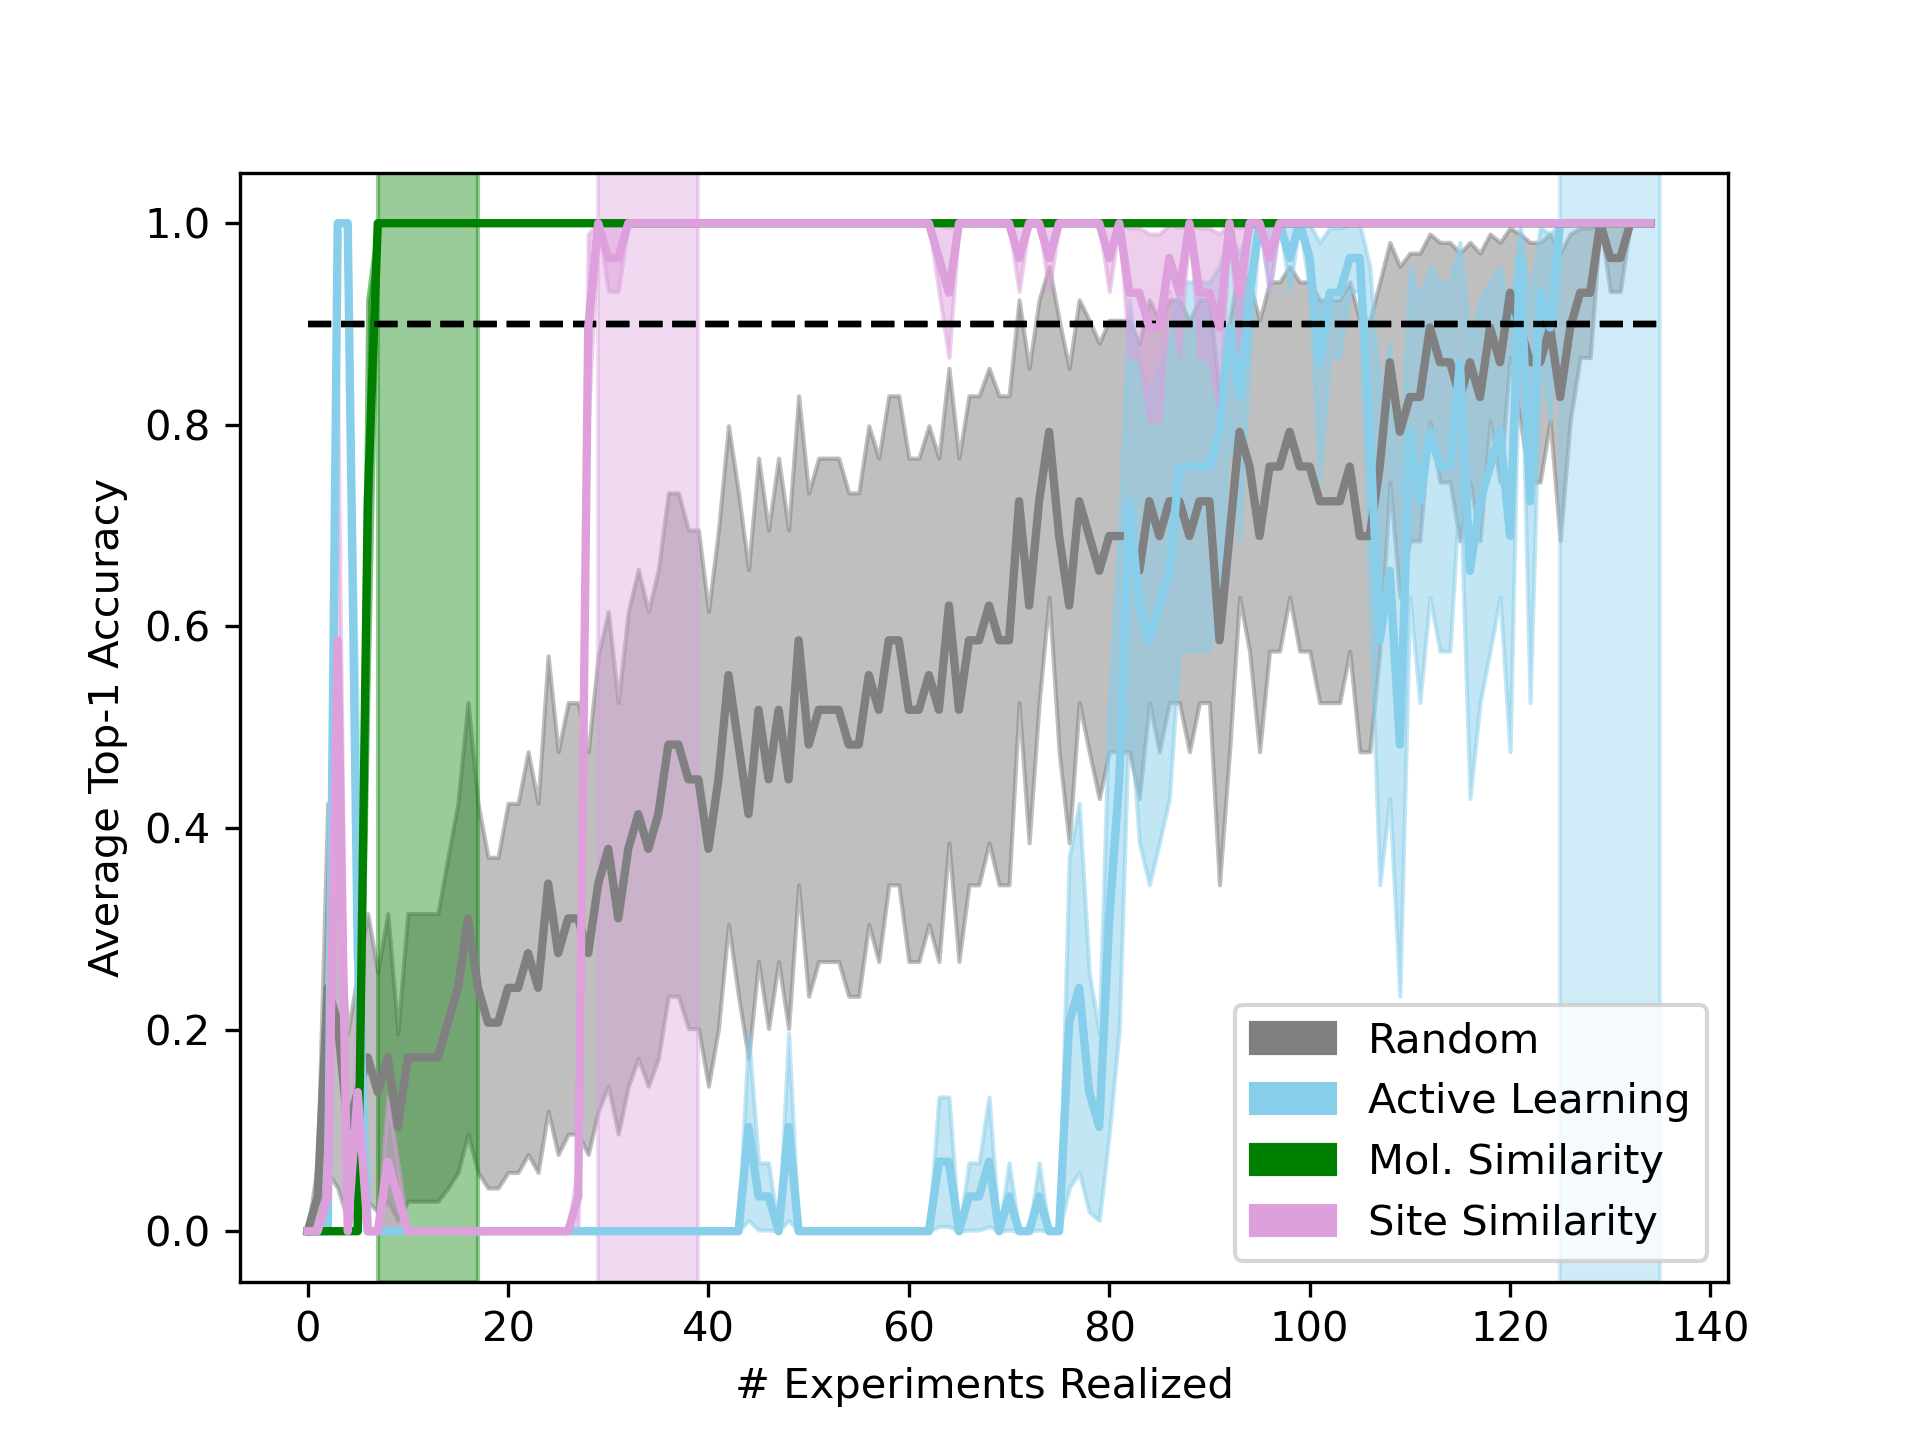 1.0
0.8
0.6
0.4
0.2
0.0
Average Top-1 Accuracy
0 20 40 60 80 100 120 140
# Experiments Realized
Random
Active Learning
Mol. Similarity
Site Similarity